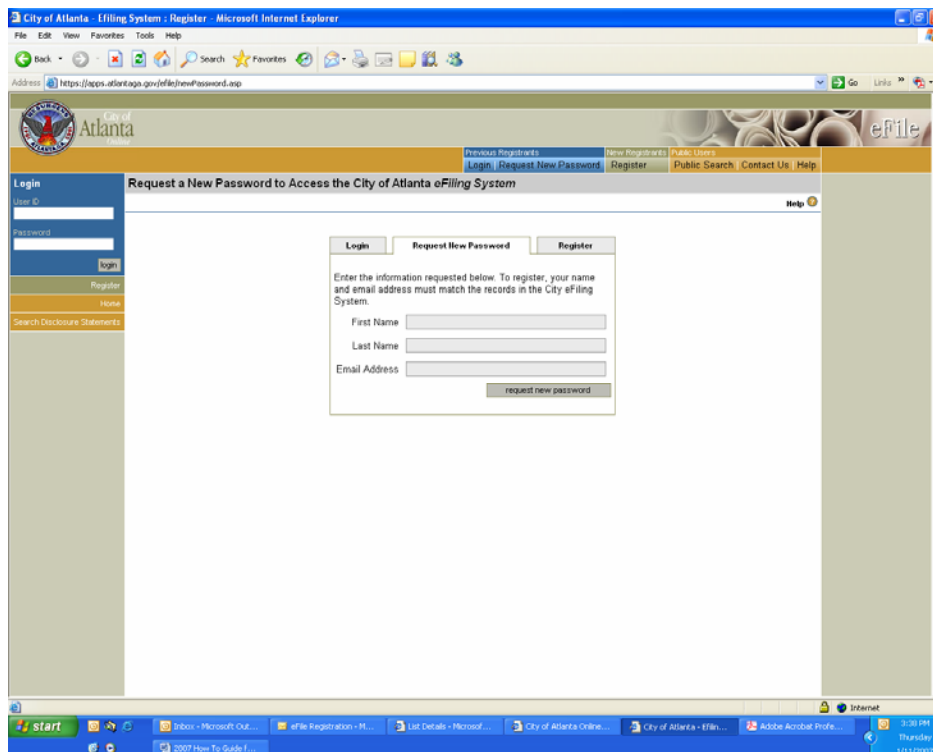 City of Atlanta - Efiling System : Register - Microsoft Internet Explorer
File Edit View Favorites Tools Help
Back Search Favorites
Address https://apps.atlantaga.gov/efile/newPassword.asp Go Links »
City of
Atlanta
Online
eFile
Previous Registrants New Registrants Public Users
Login Request New Password Register Public Search Contact Us Help
Login
Request a New Password to Access the City of Atlanta eFiling System
Help
User ID
Password
login
Register
Home
Search Disclosure Statements
Login Request New Password Register
Enter the information requested below. To register, your name
and email address must match the records in the City eFiling
System.
First Name
Last Name
Email Address
request new password
Internet
start
Inbox - Microsoft Out...
eFile Registration - M...
List Details - Microsof...
City of Atlanta Online...
City of Atlanta - Efilin...
Adobe Acrobat Profe...
2007 How To Guide f...
3:30 PM
Thursday